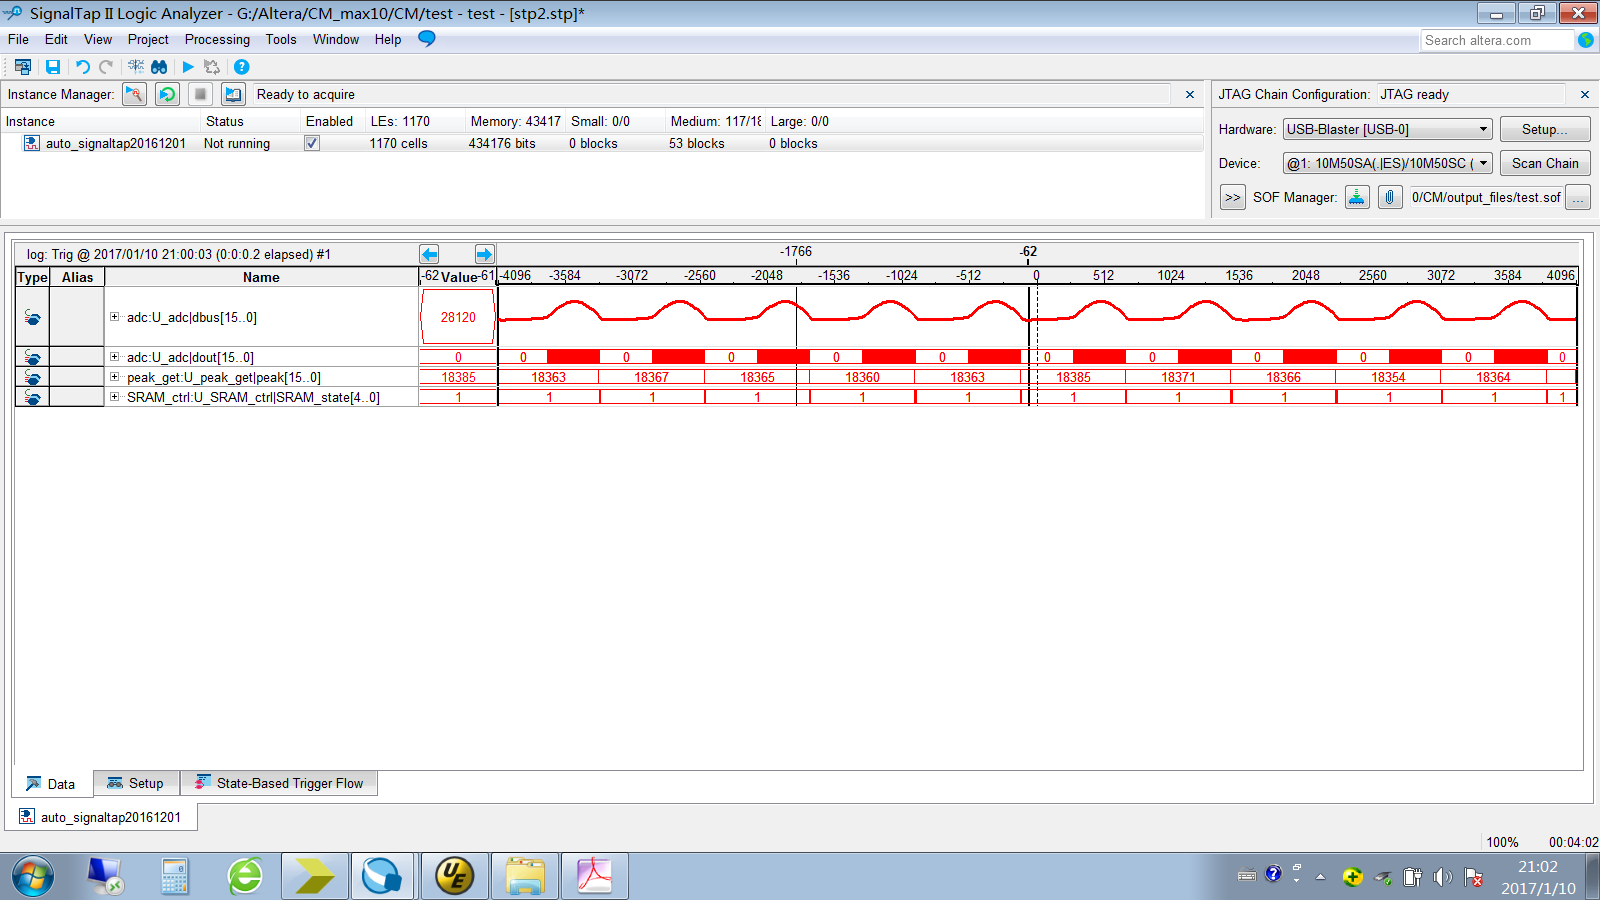 SignalTap II Logic Analyzer - G:/Altera/CM_max10/CM/test - test - [stp2.stp]*
File Edit View Project Processing Tools Window Help
Search altera.com
Instance Manager: Ready to acquire
JTAG Chain Configuration: JTAG ready
Instance Status Enabled LEs: 1170 Memory: 43417 Small: 0/0 Medium: 117/18 Large: 0/0
auto_signaltap20161201 Not running 1170 cells 434176 bits 0 blocks 53 blocks 0 blocks
Hardware: USB-Blaster [USB-0] Setup...
Device: @1: 10M50SA(.|ES)/10M50SC ( Scan Chain
>> SOF Manager: 0/CM/output_files/test.sof ...
log: Trig @ 2017/01/10 21:00:03 (0:0:0.2 elapsed) #1
-1766 -62
Type Alias Name -62 Value -61 -4096 -3584 -3072 -2560 -2048 -1536 -1024 -512 0 512 1024 1536 2048 2560 3072 3584 4096
adc:U_adc|dbus[15..0] 28120
adc:U_adc|dout[15..0] 0 0 0 0 0 0 0 0 0 0 0 0
peak_get:U_peak_get|peak[15..0] 18385 18363 18367 18365 18360 18363 18385 18371 18366 18354 18364
SRAM_ctrl:U_SRAM_ctrl|SRAM_state[4..0] 1 1 1 1 1 1 1 1 1 1 1 1
Data Setup State-Based Trigger Flow
auto_signaltap20161201
100% 00:04:02
UE
21:02
2017/1/10